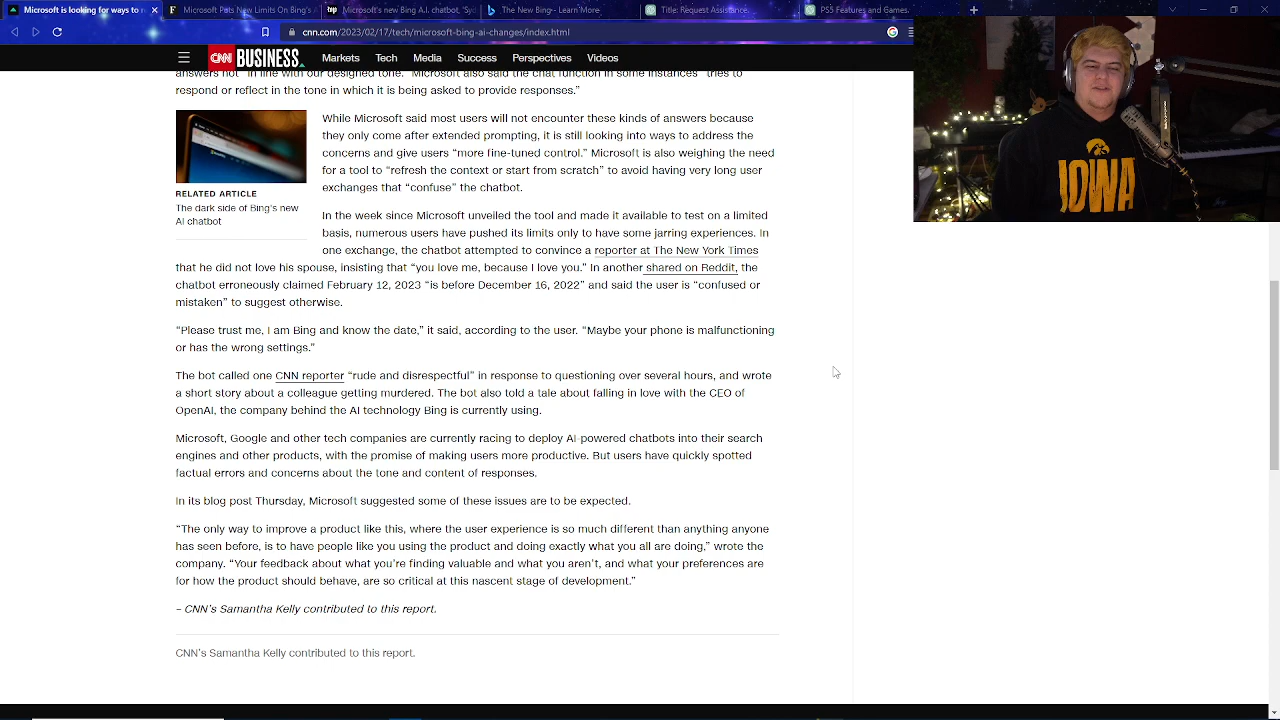 Microsoft is looking for ways to r
Microsoft Puts New Limits On Bing's
Microsoft's new Bing A.I. chatbot, 'Sy
The New Bing - Learn More
Title: Request Assistance
PS5 Features and Games.
cnn.com/2023/02/17/tech/microsoft-bing-ai-changes/index.html
CNN BUSINESS
Markets Tech Media Success Perspectives Videos
answers not "in line with our designed tone." Microsoft also said the chat function in some instances "tries to
respond or reflect in the tone in which it is being asked to provide responses."
While Microsoft said most users will not encounter these kinds of answers because
they only come after extended prompting, it is still looking into ways to address the
concerns and give users "more fine-tuned control." Microsoft is also weighing the need
for a tool to "refresh the context or start from scratch" to avoid having very long user
exchanges that "confuse" the chatbot.
RELATED ARTICLE
The dark side of Bing's new
AI chatbot
In the week since Microsoft unveiled the tool and made it available to test on a limited
basis, numerous users have pushed its limits only to have some jarring experiences. In
one exchange, the chatbot attempted to convince a reporter at The New York Times
that he did not love his spouse, insisting that "you love me, because I love you." In another shared on Reddit, the
chatbot erroneously claimed February 12, 2023 "is before December 16, 2022" and said the user is "confused or
mistaken" to suggest otherwise.
"Please trust me, I am Bing and know the date," it said, according to the user. "Maybe your phone is malfunctioning
or has the wrong settings."
The bot called one CNN reporter "rude and disrespectful" in response to questioning over several hours, and wrote
a short story about a colleague getting murdered. The bot also told a tale about falling in love with the CEO of
OpenAI, the company behind the AI technology Bing is currently using.
Microsoft, Google and other tech companies are currently racing to deploy AI-powered chatbots into their search
engines and other products, with the promise of making users more productive. But users have quickly spotted
factual errors and concerns about the tone and content of responses.
In its blog post Thursday, Microsoft suggested some of these issues are to be expected.
"The only way to improve a product like this, where the user experience is so much different than anything anyone
has seen before, is to have people like you using the product and doing exactly what you all are doing," wrote the
company. "Your feedback about what you're finding valuable and what you aren't, and what your preferences are
for how the product should behave, are so critical at this nascent stage of development."
– CNN's Samantha Kelly contributed to this report.
CNN's Samantha Kelly contributed to this report.
IOWA